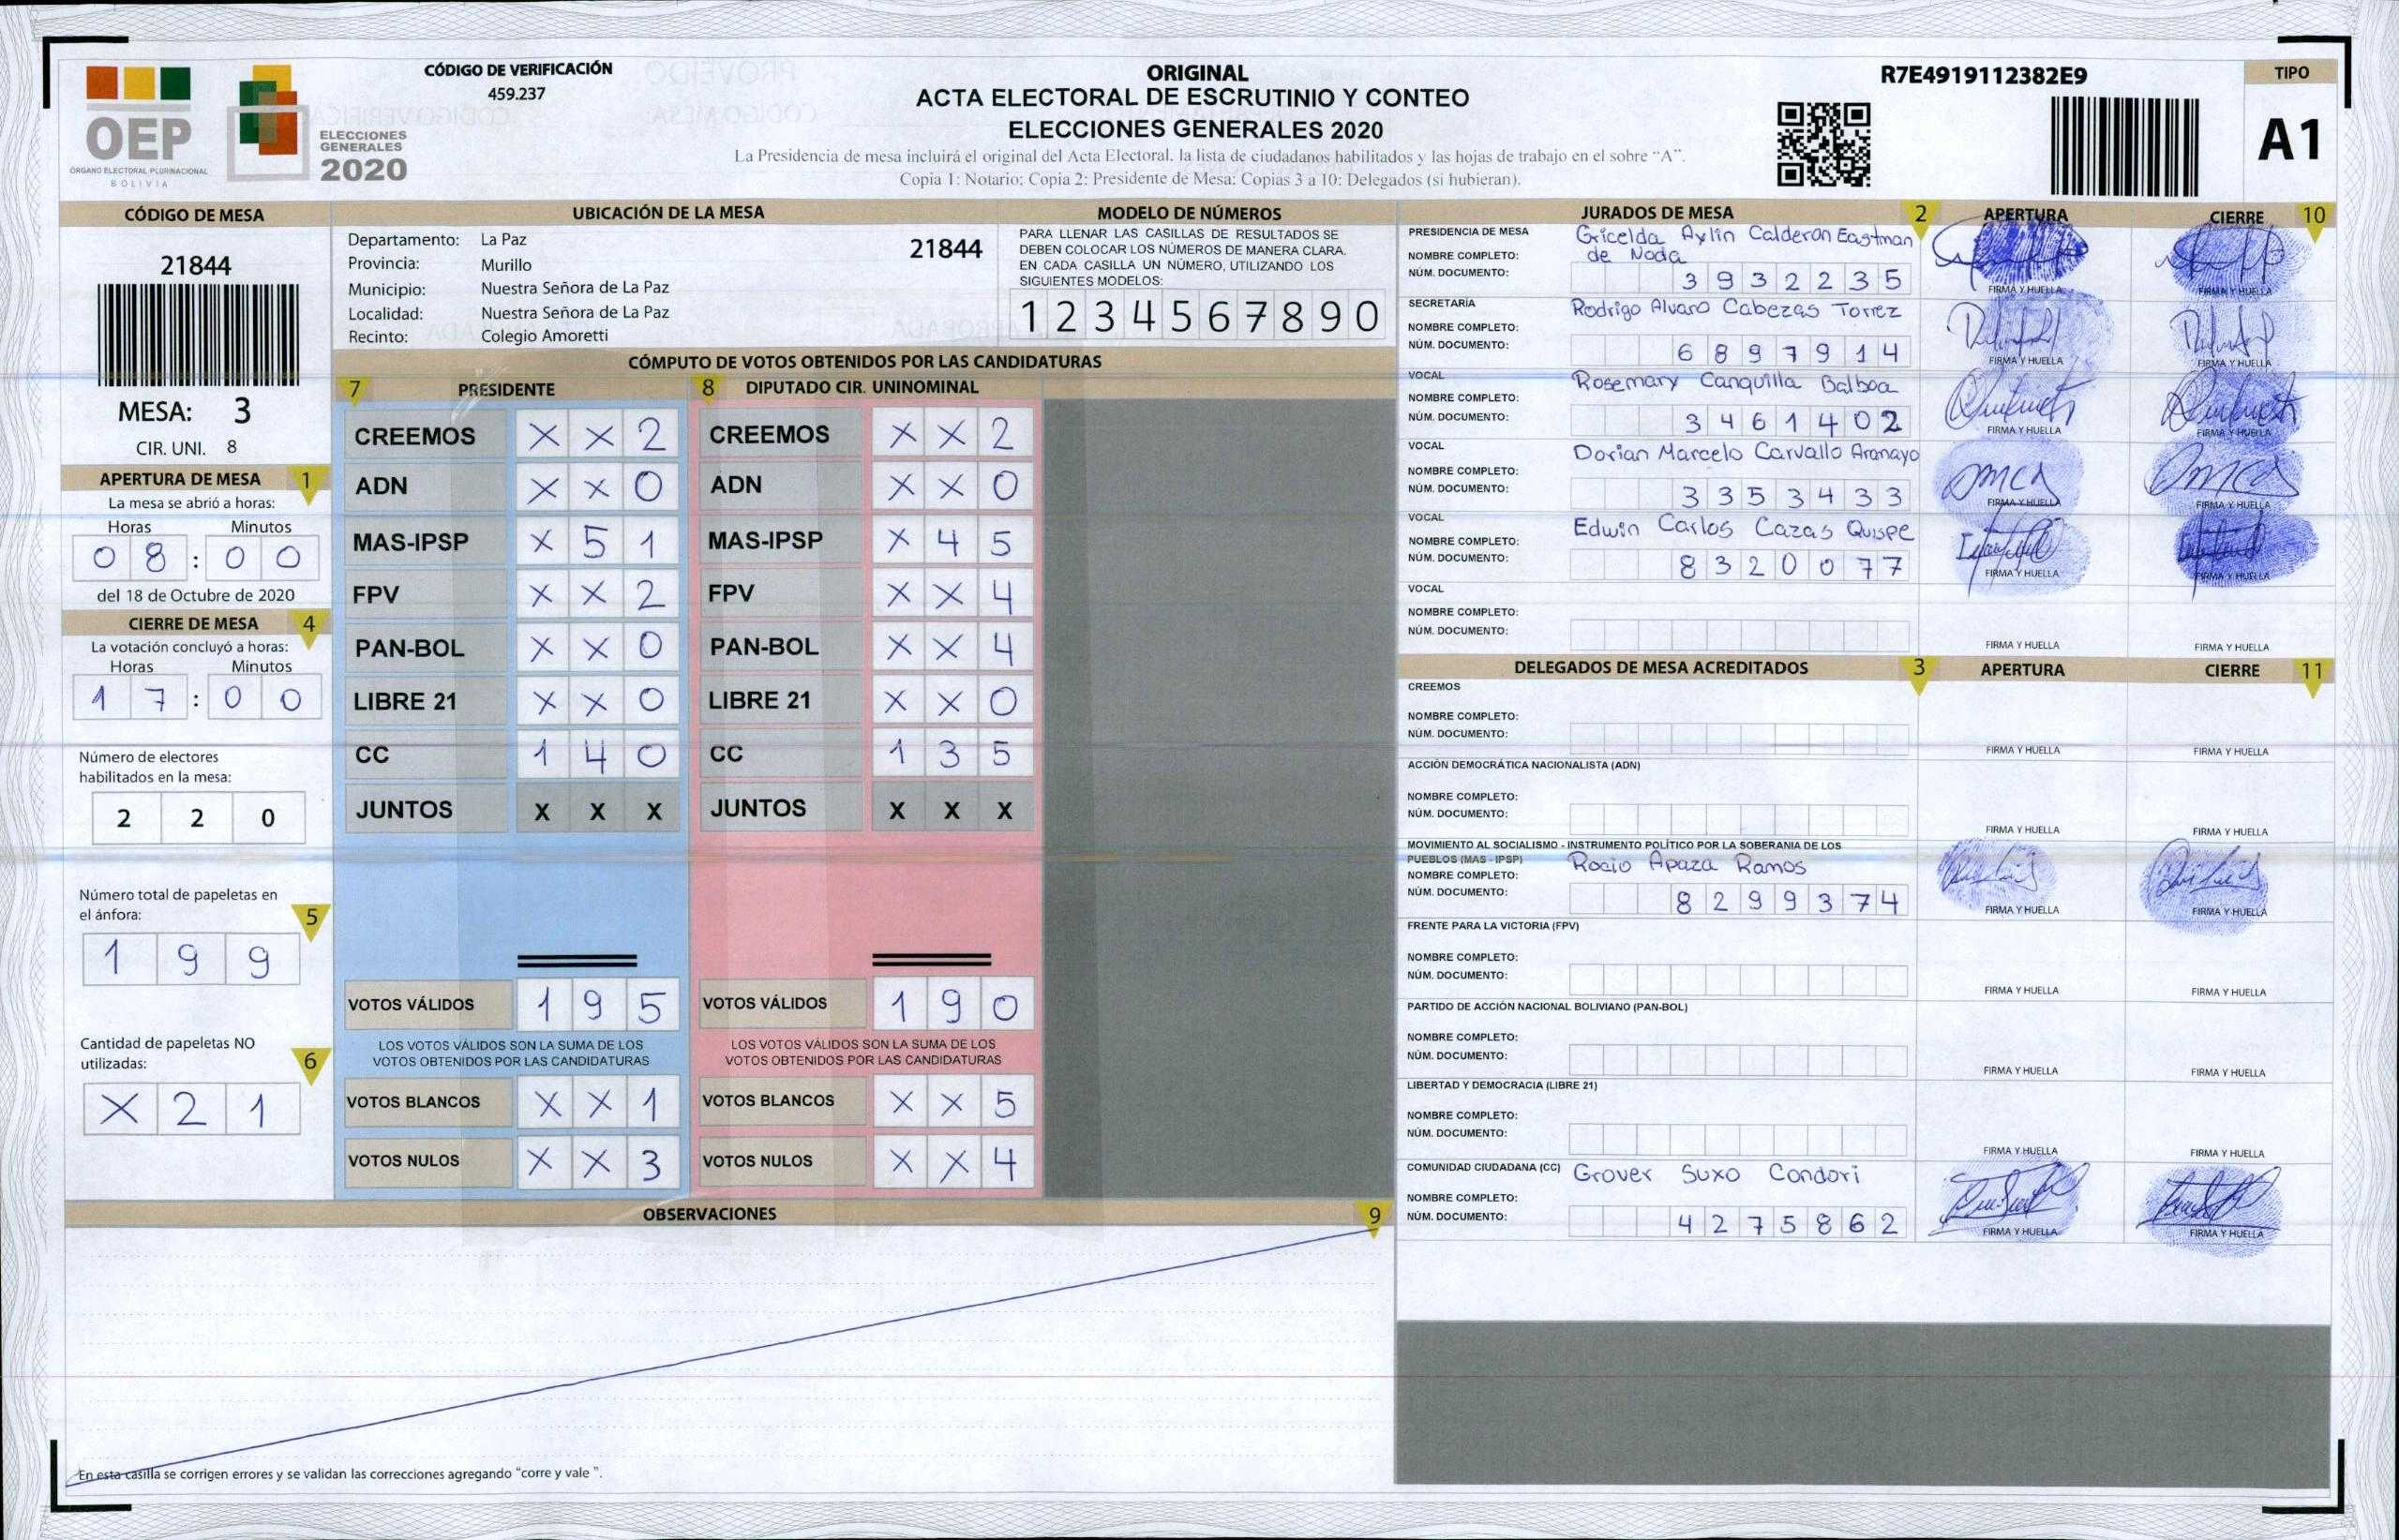 OEP
ÓRGANO ELECTORAL PLURINACIONAL
BOLIVIA
ELECCIONES
GENERALES
2020
CÓDIGO DE VERIFICACIÓN
459.237
ORIGINAL
ACTA ELECTORAL DE ESCRUTINIO Y CONTEO
ELECCIONES GENERALES 2020
La Presidencia de mesa incluirá el original del Acta Electoral, la lista de ciudadanos habilitados y las hojas de trabajo en el sobre "A".
Copia 1: Notario; Copia 2: Presidente de Mesa; Copias 3 a 10: Delegados (si hubieran).
R7E4919112382E9
TIPO
A1
CÓDIGO DE MESA
21844
MESA: 3
CIR. UNI. 8
APERTURA DE MESA 1
La mesa se abrió a horas:
Horas Minutos
0 8 : 0 0
del 18 de Octubre de 2020
CIERRE DE MESA 4
La votación concluyó a horas:
Horas Minutos
1 7 : 0 0
Número de electores
habilitados en la mesa:
2 2 0
Número total de papeletas en
el ánfora: 5
1 9 9
Cantidad de papeletas NO
utilizadas: 6
X 2 1
UBICACIÓN DE LA MESA
Departamento: La Paz 21844
Provincia: Murillo
Municipio: Nuestra Señora de La Paz
Localidad: Nuestra Señora de La Paz
Recinto: Colegio Amoretti
MODELO DE NÚMEROS
PARA LLENAR LAS CASILLAS DE RESULTADOS SE
DEBEN COLOCAR LOS NÚMEROS DE MANERA CLARA.
EN CADA CASILLA UN NÚMERO, UTILIZANDO LOS
SIGUIENTES MODELOS:
1 2 3 4 5 6 7 8 9 0
CÓMPUTO DE VOTOS OBTENIDOS POR LAS CANDIDATURAS
7 PRESIDENTE
CREEMOS X X 2
ADN X X 0
MAS-IPSP X 5 1
FPV X X 2
PAN-BOL X X 0
LIBRE 21 X X 0
CC 1 4 0
JUNTOS X X X
VOTOS VÁLIDOS 1 9 5
LOS VOTOS VÁLIDOS SON LA SUMA DE LOS
VOTOS OBTENIDOS POR LAS CANDIDATURAS
VOTOS BLANCOS X X 1
VOTOS NULOS X X 3
8 DIPUTADO CIR. UNINOMINAL
CREEMOS X X 2
ADN X X 0
MAS-IPSP X 4 5
FPV X X 4
PAN-BOL X X 4
LIBRE 21 X X 0
CC 1 3 5
JUNTOS X X X
VOTOS VÁLIDOS 1 9 0
LOS VOTOS VÁLIDOS SON LA SUMA DE LOS
VOTOS OBTENIDOS POR LAS CANDIDATURAS
VOTOS BLANCOS X X 5
VOTOS NULOS X X 4
OBSERVACIONES 9
En esta casilla se corrigen errores y se validan las correcciones agregando "corre y vale ".
JURADOS DE MESA 2 APERTURA CIERRE 10
PRESIDENCIA DE MESA Gricelda Aylin Calderon Eastman
NOMBRE COMPLETO: de Noda
NÚM. DOCUMENTO: 3 9 3 2 2 3 5
FIRMA Y HUELLA FIRMA Y HUELLA
SECRETARÍA Rodrigo Alvaro Cabezas Torrez
NOMBRE COMPLETO:
NÚM. DOCUMENTO: 6 8 9 7 9 1 4
FIRMA Y HUELLA FIRMA Y HUELLA
VOCAL Rosemary Canquilla Balboa
NOMBRE COMPLETO:
NÚM. DOCUMENTO: 3 4 6 1 4 0 2
FIRMA Y HUELLA FIRMA Y HUELLA
VOCAL Dorian Marcelo Carvallo Aramayo
NOMBRE COMPLETO:
NÚM. DOCUMENTO: 3 3 5 3 4 3 3
FIRMA Y HUELLA FIRMA Y HUELLA
VOCAL Edwin Carlos Cazas Quispe
NOMBRE COMPLETO:
NÚM. DOCUMENTO: 8 3 2 0 0 7 7
FIRMA Y HUELLA FIRMA Y HUELLA
VOCAL
NOMBRE COMPLETO:
NÚM. DOCUMENTO:
FIRMA Y HUELLA FIRMA Y HUELLA
DELEGADOS DE MESA ACREDITADOS 3 APERTURA CIERRE 11
CREEMOS
NOMBRE COMPLETO:
NÚM. DOCUMENTO:
FIRMA Y HUELLA FIRMA Y HUELLA
ACCIÓN DEMOCRÁTICA NACIONALISTA (ADN)
NOMBRE COMPLETO:
NÚM. DOCUMENTO:
FIRMA Y HUELLA FIRMA Y HUELLA
MOVIMIENTO AL SOCIALISMO - INSTRUMENTO POLÍTICO POR LA SOBERANIA DE LOS
PUEBLOS (MAS - IPSP) Rocio Apaza Ramos
NOMBRE COMPLETO:
NÚM. DOCUMENTO: 8 2 9 9 3 7 4
FIRMA Y HUELLA FIRMA Y HUELLA
FRENTE PARA LA VICTORIA (FPV)
NOMBRE COMPLETO:
NÚM. DOCUMENTO:
FIRMA Y HUELLA FIRMA Y HUELLA
PARTIDO DE ACCIÓN NACIONAL BOLIVIANO (PAN-BOL)
NOMBRE COMPLETO:
NÚM. DOCUMENTO:
FIRMA Y HUELLA FIRMA Y HUELLA
LIBERTAD Y DEMOCRACIA (LIBRE 21)
NOMBRE COMPLETO:
NÚM. DOCUMENTO:
FIRMA Y HUELLA FIRMA Y HUELLA
COMUNIDAD CIUDADANA (CC) Grover Suxo Condori
NOMBRE COMPLETO:
NÚM. DOCUMENTO: 4 2 7 5 8 6 2
FIRMA Y HUELLA FIRMA Y HUELLA